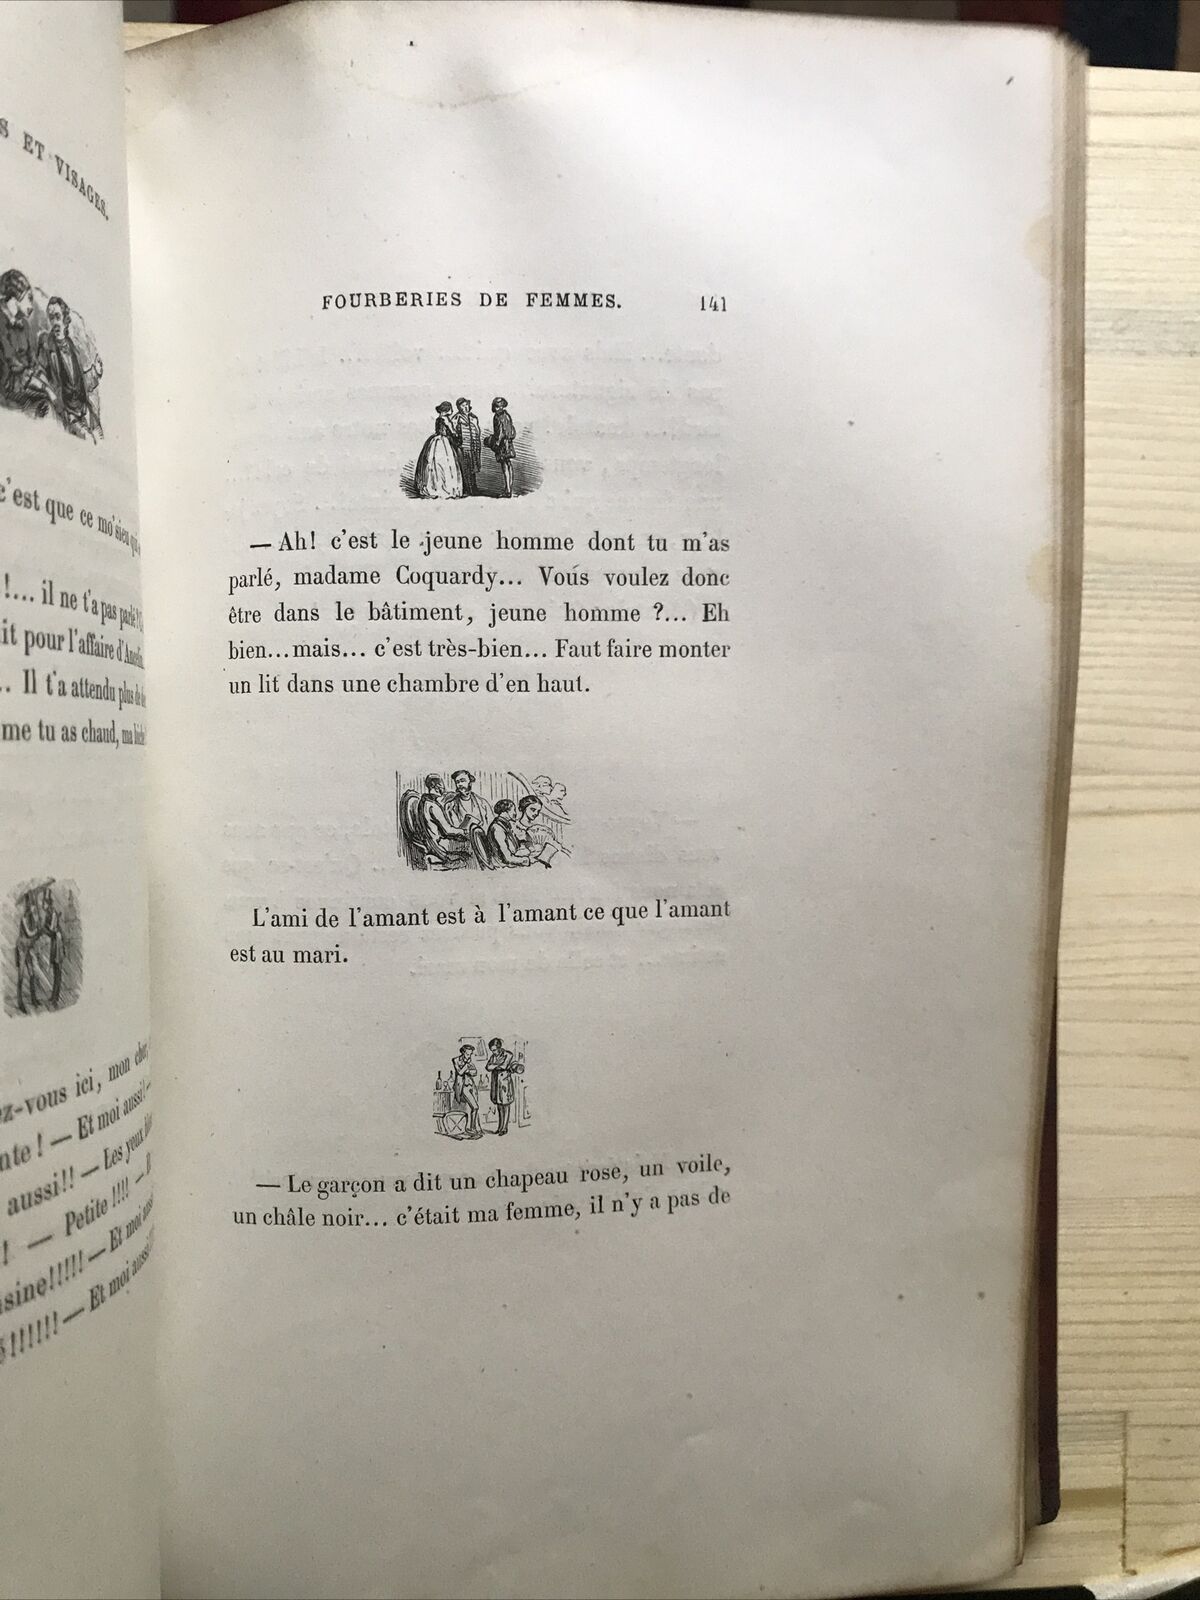 S ET VISAGES.
c'est que ce mo'sieu
!... il ne t'a pas parlé
it pour l'affaire
.. Il t'a attendu plus
me tu as chaud, ma
ez-vous ici, mon cher
nte ! — Et moi aussi! —
aussi!! — Les yeux
! — Petite !!!! —
sine!!!!! — Et moi aussi
!!!!!! — Et moi aussi
FOURBERIES DE FEMMES. 141
— Ah! c'est le jeune homme dont tu m'as
parlé, madame Coquardy... Vous voulez donc
être dans le bâtiment, jeune homme ?... Eh
bien... mais... c'est très-bien... Faut faire monter
un lit dans une chambre d'en haut.
L'ami de l'amant est à l'amant ce que l'amant
est au mari.
— Le garçon a dit un chapeau rose, un voile,
un châle noir... c'était ma femme, il n'y a pas de